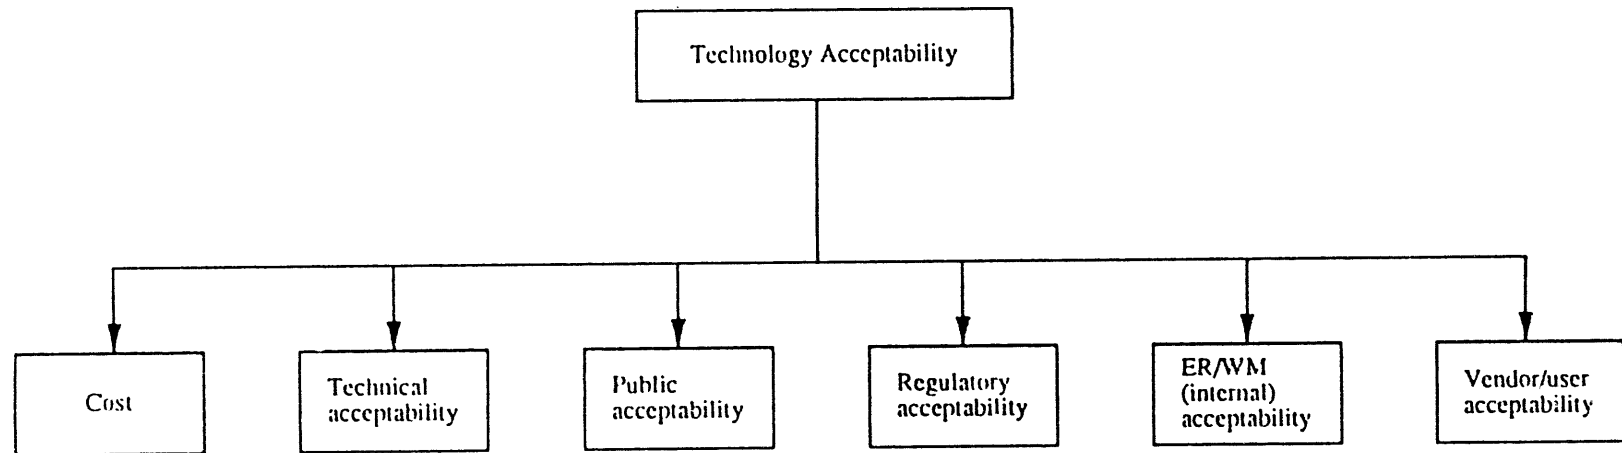 Technology Acceptability
Cost
Technical
acceptability
Public
acceptability
Regulatory
acceptability
ER/WM
(internal)
acceptability
Vendor/user
acceptability